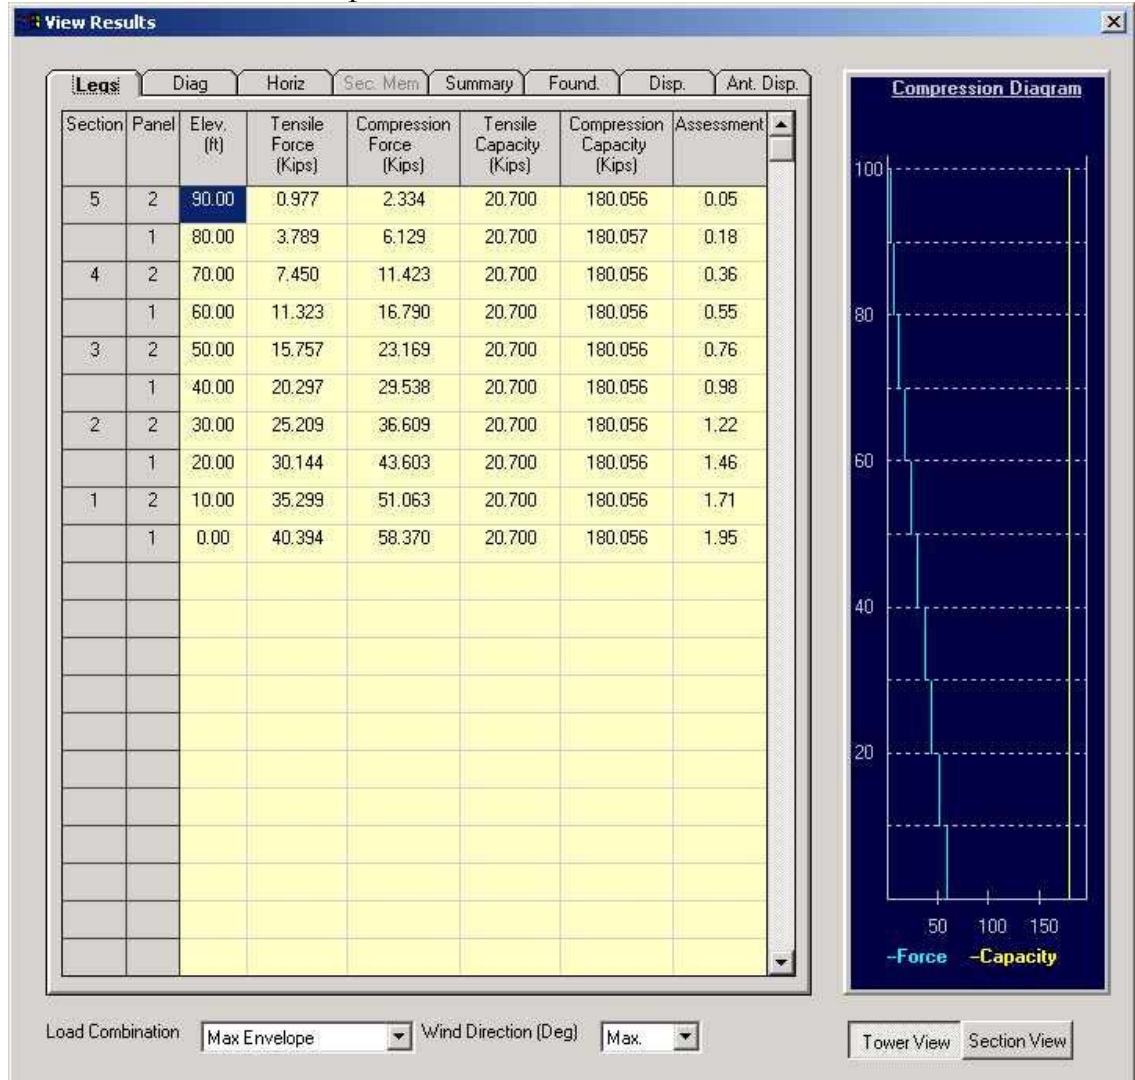 View Results
Legs Diag Horiz Sec. Mem Summary Found. Disp. Ant. Disp.
Section Panel Elev. (ft) Tensile Force (Kips) Compression Force (Kips) Tensile Capacity (Kips) Compression Capacity (Kips) Assessment
5 2 90.00 0.977 2.334 20.700 180.056 0.05
1 80.00 3.789 6.129 20.700 180.057 0.18
4 2 70.00 7.450 11.423 20.700 180.056 0.36
1 60.00 11.323 16.790 20.700 180.056 0.55
3 2 50.00 15.757 23.169 20.700 180.056 0.76
1 40.00 20.297 29.538 20.700 180.056 0.98
2 2 30.00 25.209 36.609 20.700 180.056 1.22
1 20.00 30.144 43.603 20.700 180.056 1.46
1 2 10.00 35.299 51.063 20.700 180.056 1.71
1 0.00 40.394 58.370 20.700 180.056 1.95
Compression Diagram
100
80
60
40
20
50 100 150
-Force -Capacity
Load Combination Max Envelope Wind Direction (Deg) Max.
Tower View Section View